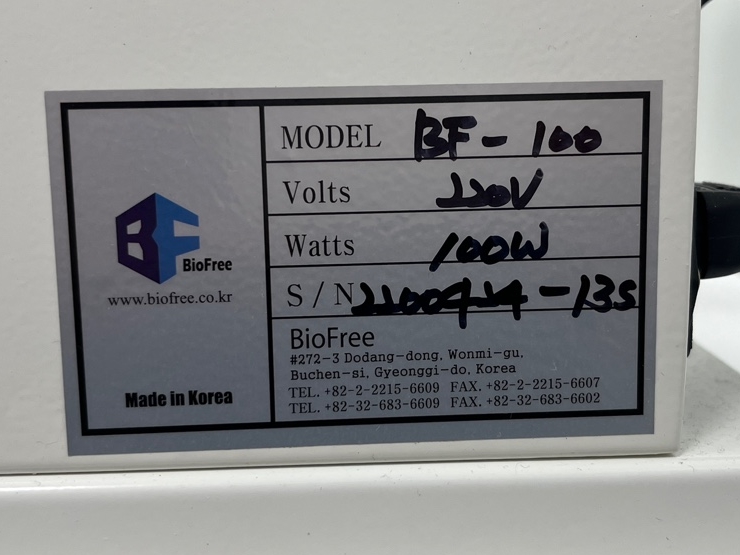 BF
BioFree
www.biofree.co.kr
Made in Korea
MODEL BF-100
Volts 220V
Watts 100W
S/N
BioFree
#272-3 Dodang-dong, Wonmi-gu,
Buchen-si, Gyeonggi-do, Korea
TEL. +82-2-2215-6609 FAX. +82-2-2215-6607
TEL. +82-32-683-6609 FAX. +82-32-683-6602